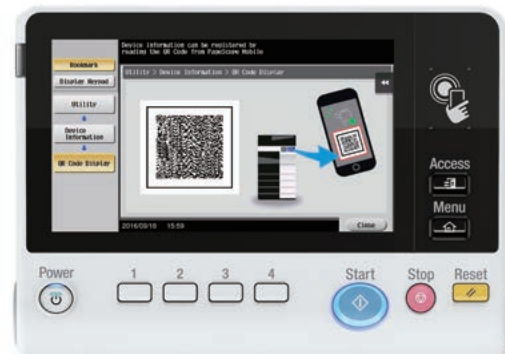 Device information can be registered by
reading the QR Code from PageScope Mobile
Bookmark
Display Keypad
Utility
Device
Information
QR Code Display
Utility > Device Information > QR Code Display
2016/09/16 15:59
Close
Access
Menu
Power
1
2
3
4
Start
Stop
Reset